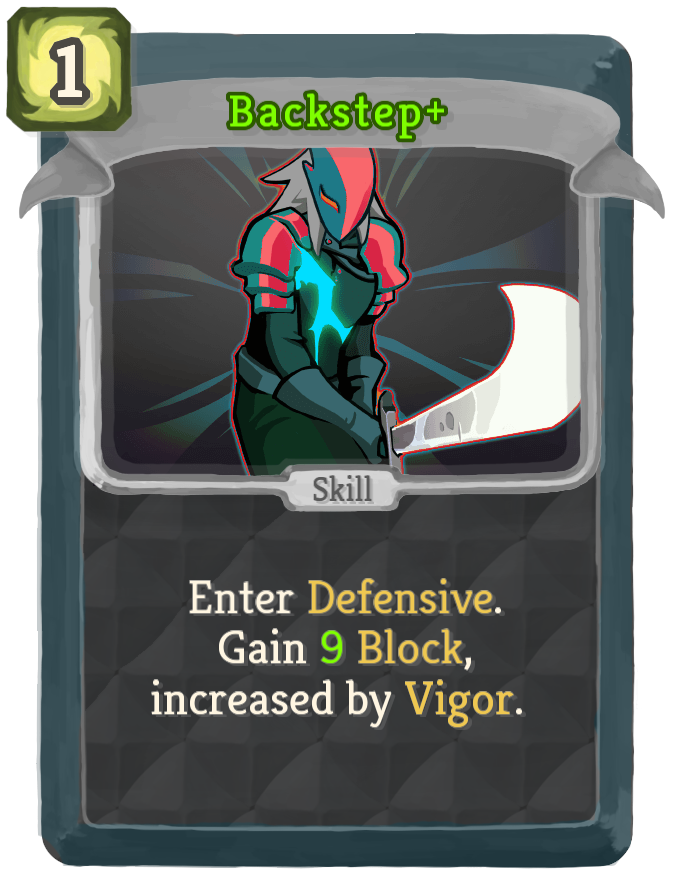 1
Backstep+
Skill
Enter Defensive.
Gain 9 Block,
increased by Vigor.